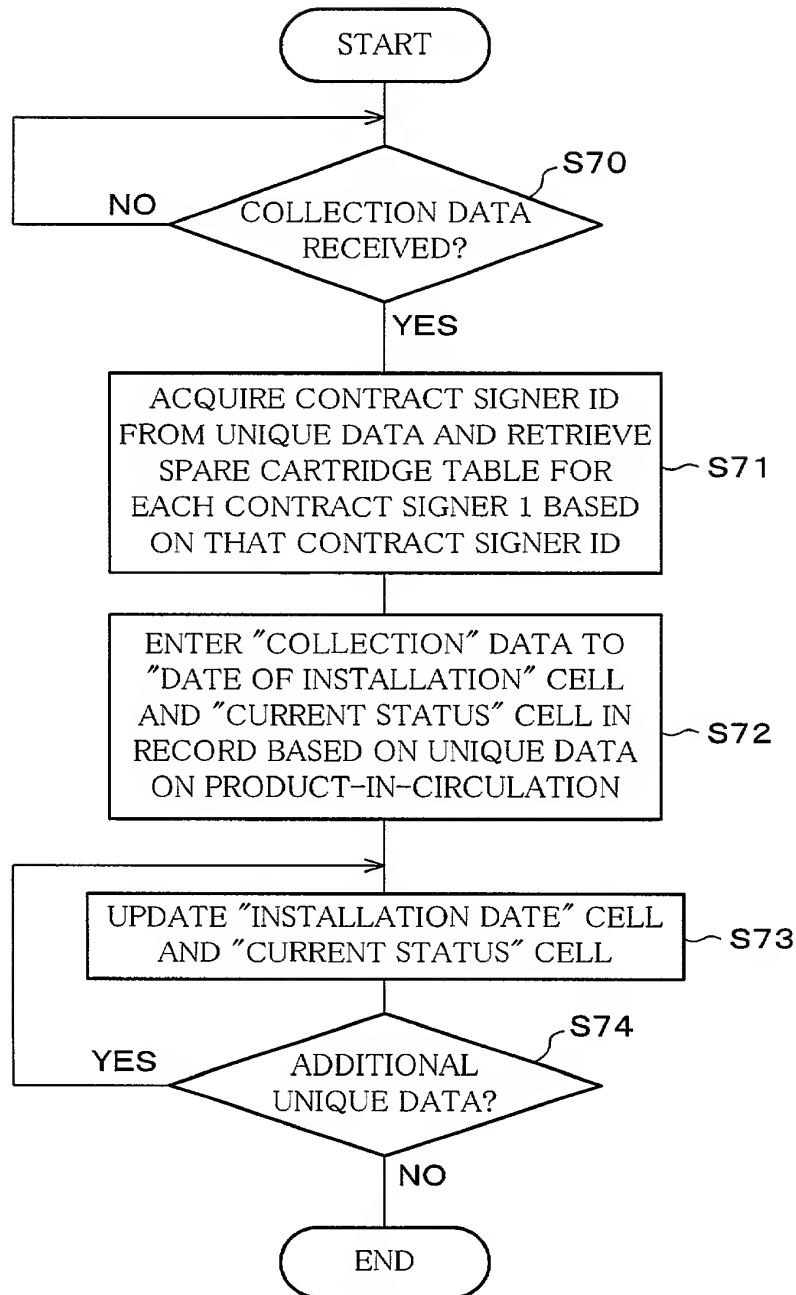 START
S70
NO
COLLECTION DATA
RECEIVED?
YES
ACQUIRE CONTRACT SIGNER ID
FROM UNIQUE DATA AND RETRIEVE
SPARE CARTRIDGE TABLE FOR
EACH CONTRACT SIGNER 1 BASED
ON THAT CONTRACT SIGNER ID
S71
ENTER "COLLECTION" DATA TO
"DATE OF INSTALLATION" CELL
AND "CURRENT STATUS" CELL IN
RECORD BASED ON UNIQUE DATA
ON PRODUCT-IN-CIRCULATION
S72
UPDATE "INSTALLATION DATE" CELL
AND "CURRENT STATUS" CELL
S73
S74
YES
ADDITIONAL
UNIQUE DATA?
NO
END